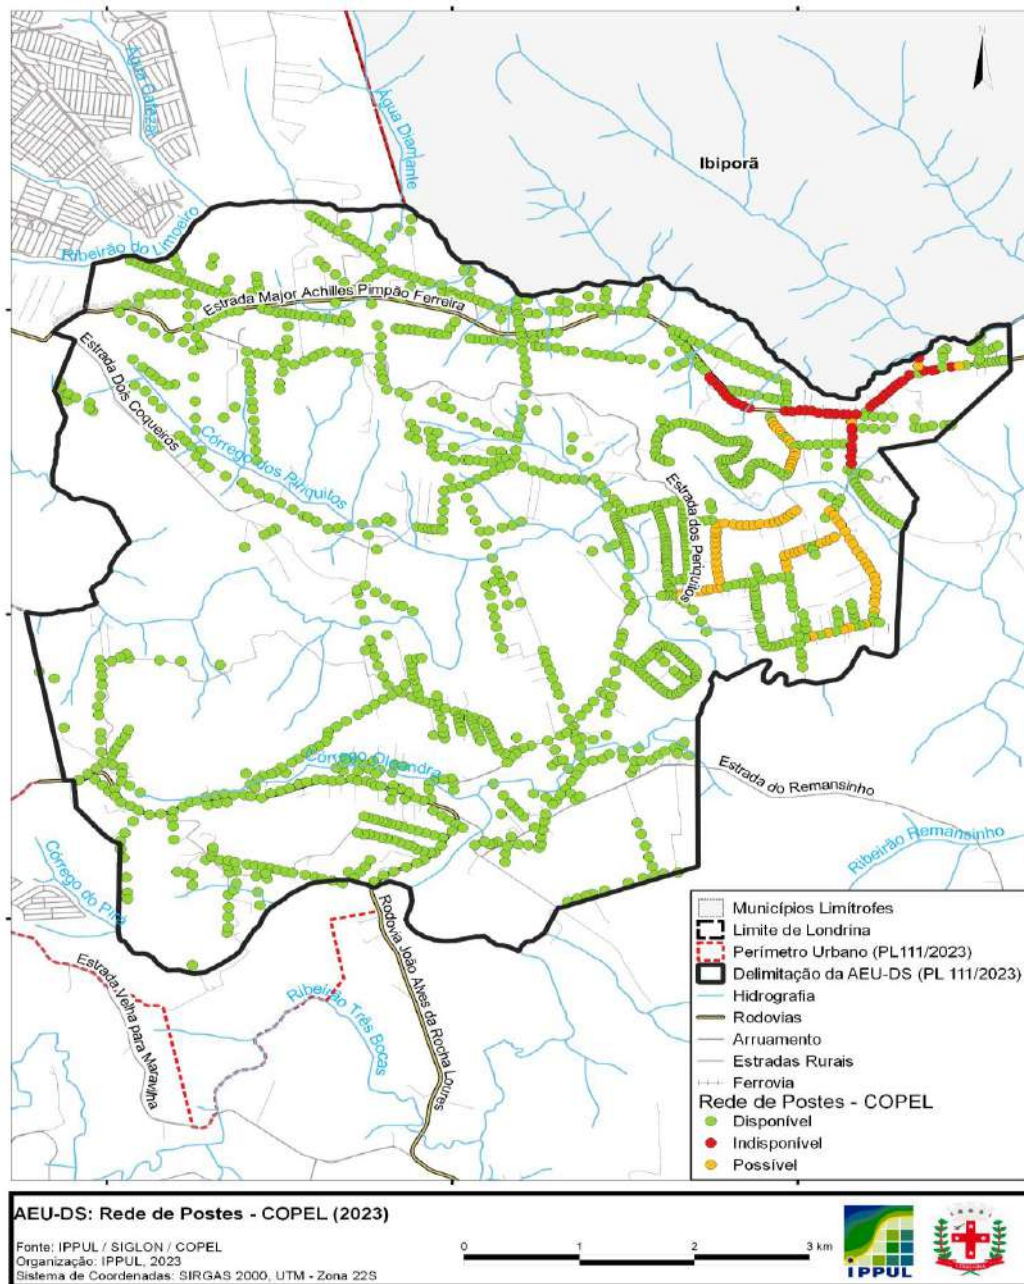 N
Água Cafezal
Água Diamante
Ibiporã
Ribeirão do Limoeiro
Estrada Major Achilles Pimpão Ferreira
Estrada Dois Coqueiros
Córrego dos Piriquitos
Estrada dos Periquitos
Córrego Oleandra
Estrada do Remansinho
Ribeirão Remansinho
Córrego do Pirá
Rodovia João Alves da Rocha Loures
Estrada Velha para Maravilha
Ribeirão Três Bocas
Municípios Limítrofes
Limite de Londrina
Perímetro Urbano (PL111/2023)
Delimitação da AEU-DS (PL 111/2023)
Hidrografia
Rodovias
Arruamento
Estradas Rurais
Ferrovia
Rede de Postes - COPEL
Disponível
Indisponível
Possível
AEU-DS: Rede de Postes - COPEL (2023)
Fonte: IPPUL / SIGLON / COPEL
Organização: IPPUL, 2023
Sistema de Coordenadas: SIRGAS 2000, UTM - Zona 22S
0 1 2 3 km
IPPUL